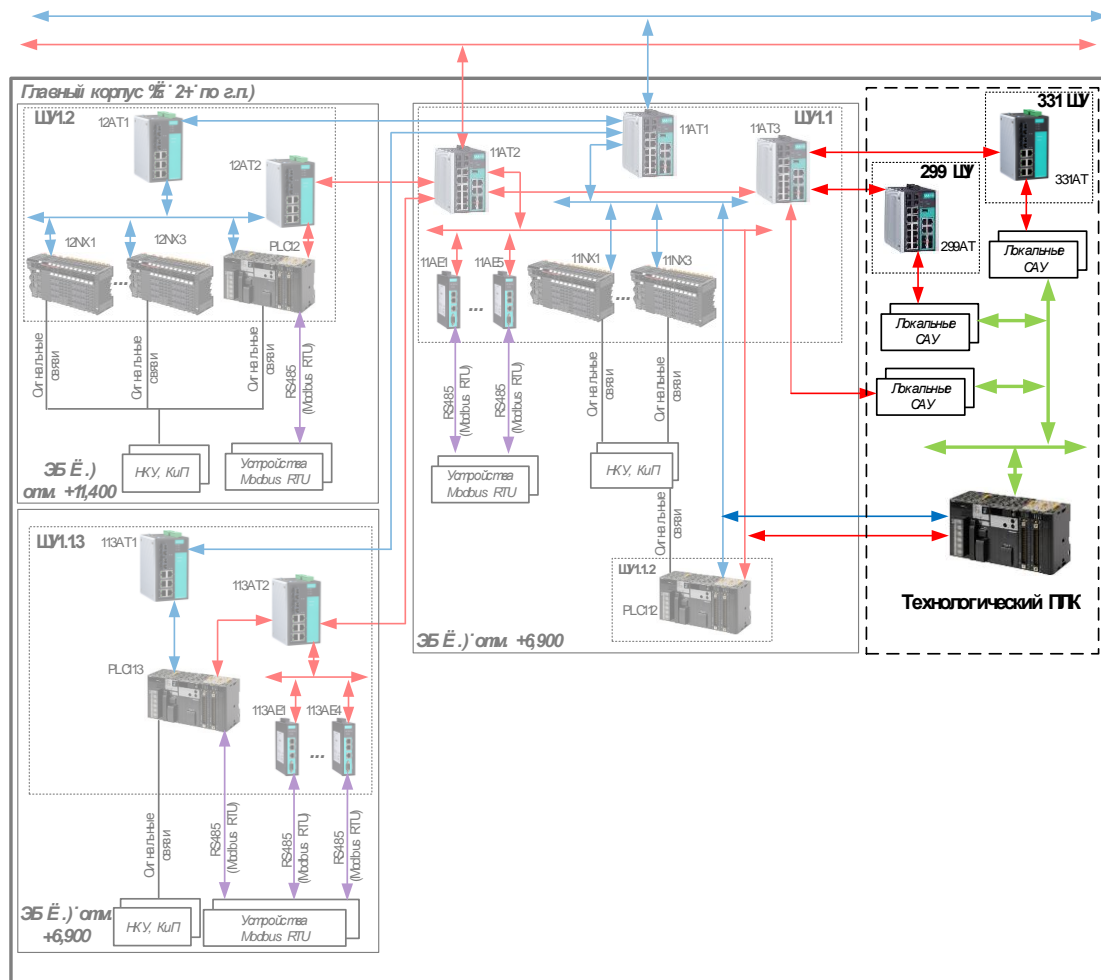 Главный корпус
2+
по г.п.)
ШУ1.2
12AT1
12AT2
12NX1
...
12NX3
PLC12
Сигнальные
связи
Сигнальные
связи
Сигнальные
связи
RS485
(Modbus RTU)
НКУ, КиП
Устройства
Modbus RTU
отм. +11,400
ШУ1.1
11AT1
11AT2
11AT3
11AE1
...
11AE5
11NX1
...
11NX3
RS485
(Modbus RTU)
RS485
(Modbus RTU)
Сигнальные
связи
Сигнальные
связи
Устройства
Modbus RTU
НКУ, КиП
Сигнальные
связи
ШУ1.1.2
PLC112
отм. +6,900
331 ШУ
331AT
299 ШУ
299AT
Локальные
САУ
Локальные
САУ
Локальные
САУ
Технологический ПЛК
ШУ1.13
113AT1
113AT2
PLC113
113AE1
...
113AE4
Сигнальные
связи
RS485
(Modbus RTU)
RS485
(Modbus RTU)
RS485
(Modbus RTU)
отм.
+6,900
НКУ, КиП
Устройства
Modbus RTU